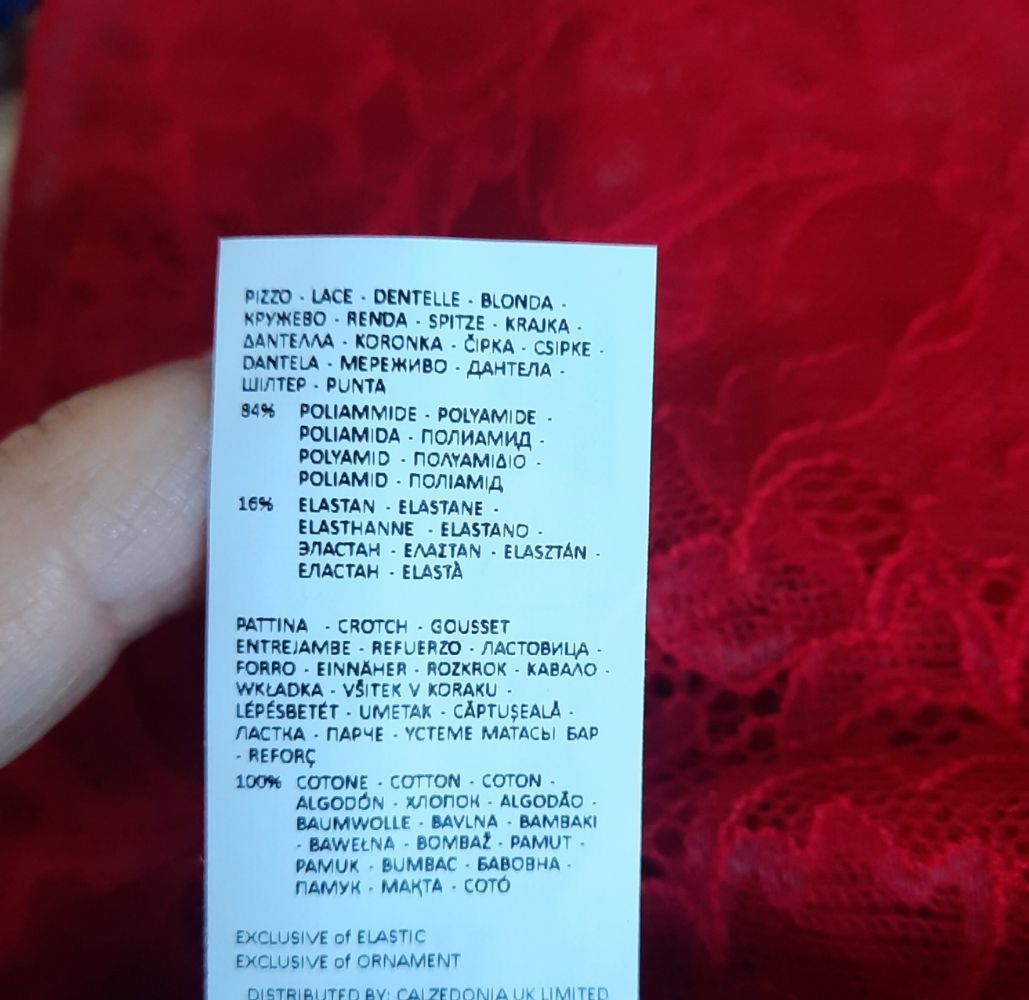 PIZZO - LACE - DENTELLE - BLONDA -
КРУЖЕВО - RENDA - SPITZE - KRAJKA -
ΔΑΝΤΕΛΛΑ - KORONKA - ČIPKA - CSIPKE -
DANTELA - МЕРЕЖИВО - ДАНТЕЛА -
ШІЛТЕР - PUNTA
84% POLIAMMIDE - POLYAMIDE -
POLIAMIDA - ПОЛИАМИД -
POLYAMID - ΠΟΛΥΑΜΙΔΙΟ -
POLIAMID - ПОЛІАМІД
16% ELASTAN - ELASTANE -
ELASTHANNE - ELASTANO -
ЭЛАСТАН - ΕΛΑΣΤΑΝ - ELASZTÁN -
ЕЛАСТАН - ELASTÀ
PATTINA - CROTCH - GOUSSET
ENTREJAMBE - REFUERZO - ЛАСТОВИЦА -
FORRO - EINNÄHER - ROZKROK - ΚΑΒΑΛΟ -
WKŁADKA - VŠITEK V KORAKU -
LÉPÉSBETÉT - UMETAK - CĂPTUȘEALĂ -
ЛАСТКА - ПАРЧЕ - ҮСТЕМЕ МАТАСЫ БАР
- REFORÇ
100% COTONE - COTTON - COTON -
ALGODÓN - ХЛОПОК - ALGODÃO -
BAUMWOLLE - BAVLNA - BAMBAKI
- BAWEŁNA - BOMBAŽ - PAMUT -
PAMUK - BUMBAC - БАВОВНА -
ПАМУК - МАҚТА - COTÓ
EXCLUSIVE of ELASTIC
EXCLUSIVE of ORNAMENT
DISTRIBUTED BY: CALZEDONIA UK LIMITED